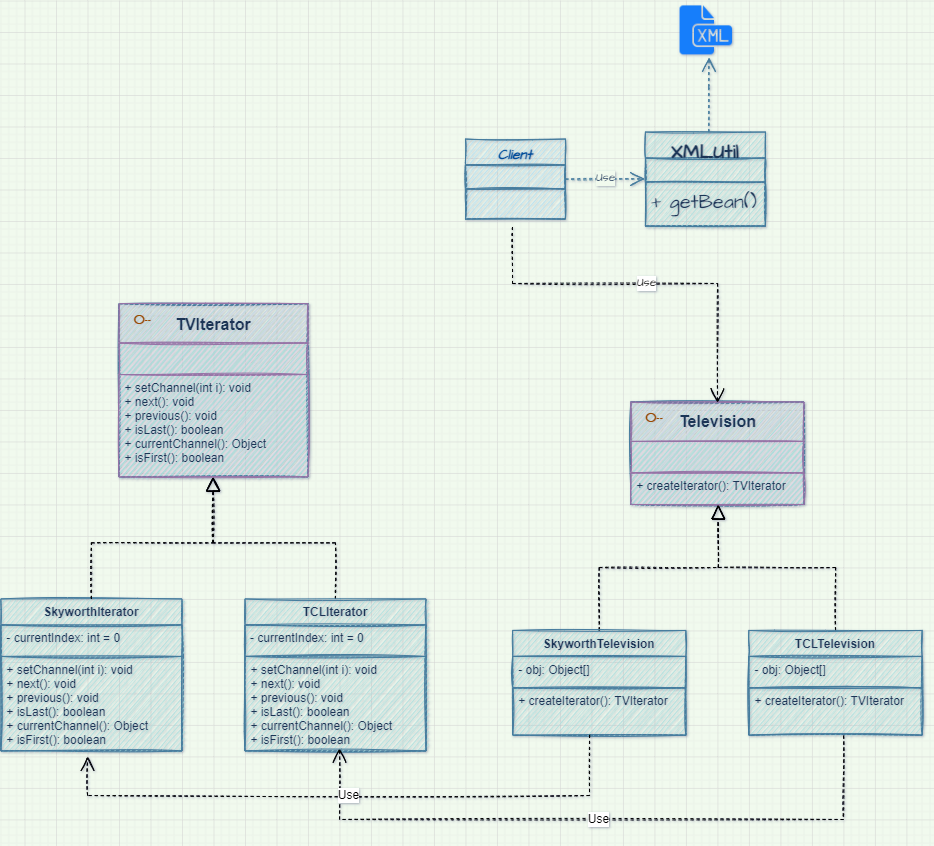 XML
Client
XMLutil
Use
+ getBean()
Use
TVIterator
+ setChannel(int i): void
+ next(): void
+ previous(): void
+ isLast(): boolean
+ currentChannel(): Object
+ isFirst(): boolean
Television
+ createIterator(): TVIterator
SkyworthIterator
- currentIndex: int = 0
+ setChannel(int i): void
+ next(): void
+ previous(): void
+ isLast(): boolean
+ currentChannel(): Object
+ isFirst(): boolean
TCLIterator
- currentIndex: int = 0
+ setChannel(int i): void
+ next(): void
+ previous(): void
+ isLast(): boolean
+ currentChannel(): Object
+ isFirst(): boolean
SkyworthTelevision
- obj: Object[]
+ createIterator(): TVIterator
TCLTelevision
- obj: Object[]
+ createIterator(): TVIterator
Use
Use